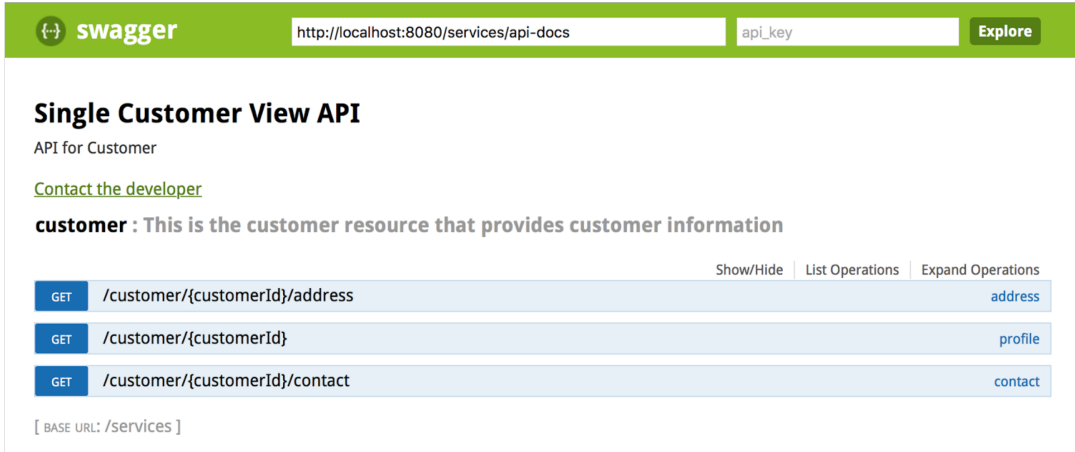 {···} swagger http://localhost:8080/services/api-docs api_key Explore
Single Customer View API
API for Customer
Contact the developer
customer : This is the customer resource that provides customer information
Show/Hide List Operations Expand Operations
GET /customer/{customerId}/address address
GET /customer/{customerId} profile
GET /customer/{customerId}/contact contact
[ BASE URL: /services ]